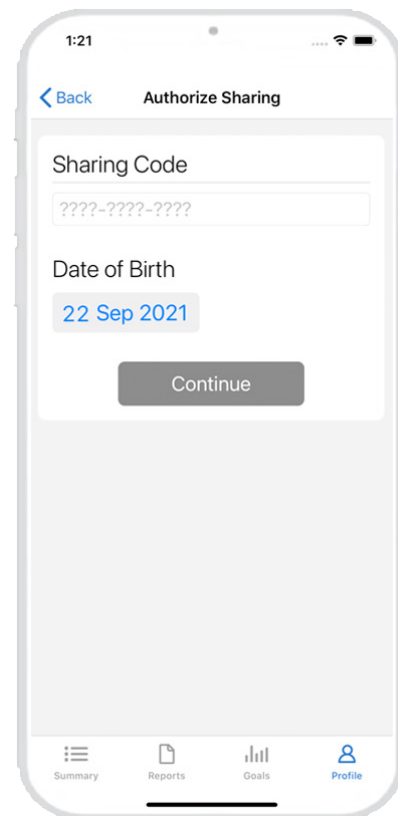 1:21
Back Authorize Sharing
Sharing Code
????-????-????
Date of Birth
22 Sep 2021
Continue
Summary Reports Goals Profile